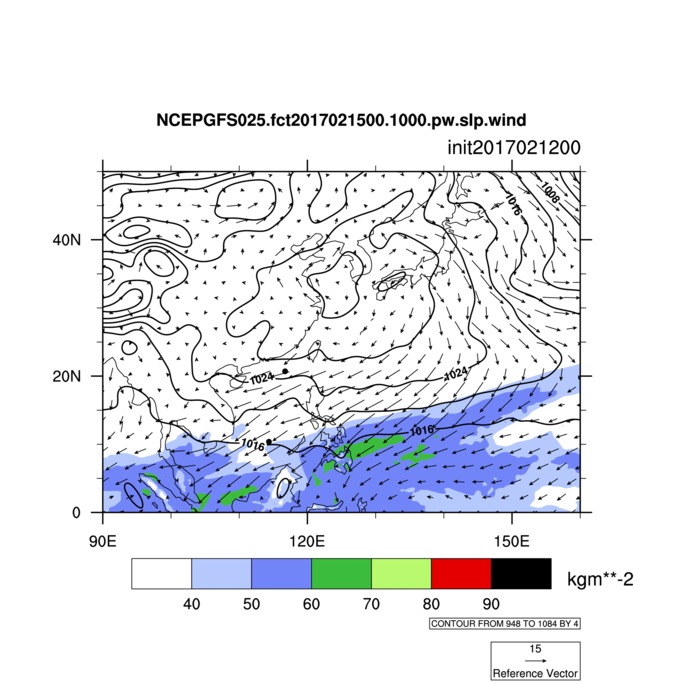 NCEPGFS025.fct2017021500.1000.pw.slp.wind
init2017021200
1016
1008
40N
1024
1024
20N
1016
1016
0
90E
120E
150E
kgm**-2
40
50
60
70
80
90
CONTOUR FROM 948 TO 1084 BY 4
15
Reference Vector